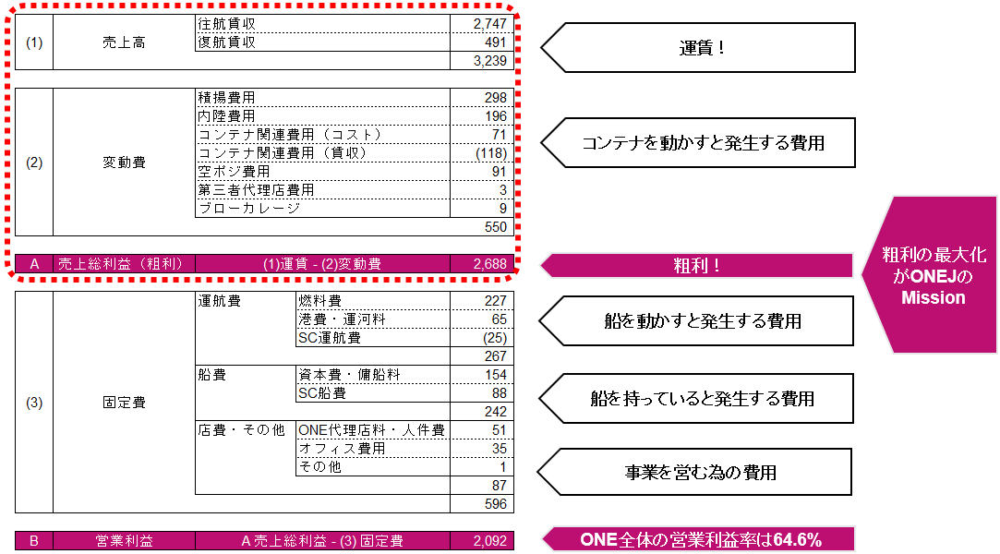 (1) 売上高 往航賃収 2,747
復航賃収 491
3,239
運賃！
(2) 変動費 積揚費用 298
内陸費用 196
コンテナ関連費用（コスト） 71
コンテナ関連費用（賃収） (118)
空ポジ費用 91
第三者代理店費用 3
ブローカレージ 9
550
コンテナを動かすと発生する費用
A 売上総利益（粗利） (1)運賃 - (2)変動費 2,688
粗利！
粗利の最大化
がONEJの
Mission
(3) 固定費 運航費 燃料費 227
港費・運河料 65
SC運航費 (25)
267
船を動かすと発生する費用
船費 資本費・傭船料 154
SC船費 88
242
船を持っていると発生する費用
店費・その他 ONE代理店料・人件費 51
オフィス費用 35
その他 1
87
596
事業を営む為の費用
B 営業利益 A 売上総利益 - (3) 固定費 2,092
ONE全体の営業利益率は64.6%